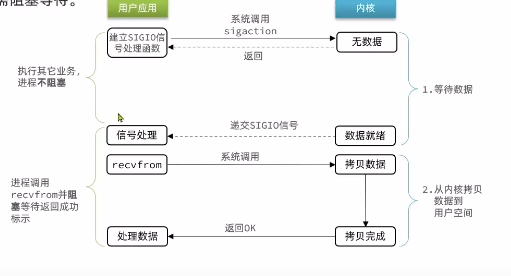 需阻塞等待。
用户应用
内核
建立SIGIO信
号处理函数
系统调用
sigaction
返回
无数据
执行其它业务,
进程不阻塞
1.等待数据
信号处理
递交SIGIO信号
数据就绪
recvfrom
系统调用
拷贝数据
进程调用
recvfrom并阻
塞等待返回成功
标示
2.从内核拷贝
数据到
用户空间
处理数据
返回OK
拷贝完成